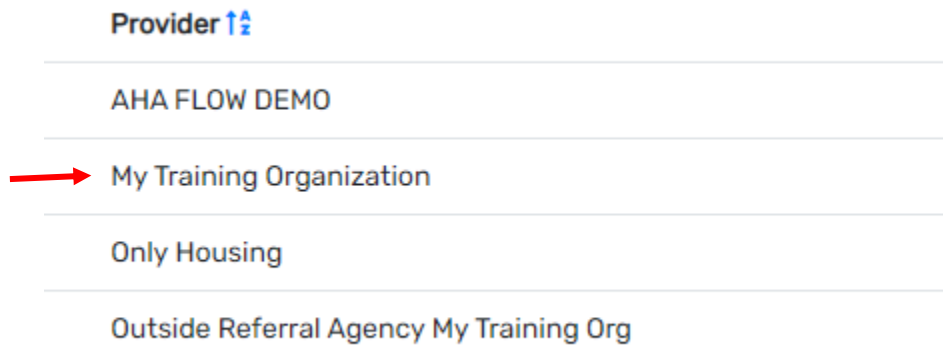 Provider
AHA FLOW DEMO
My Training Organization
Only Housing
Outside Referral Agency My Training Org